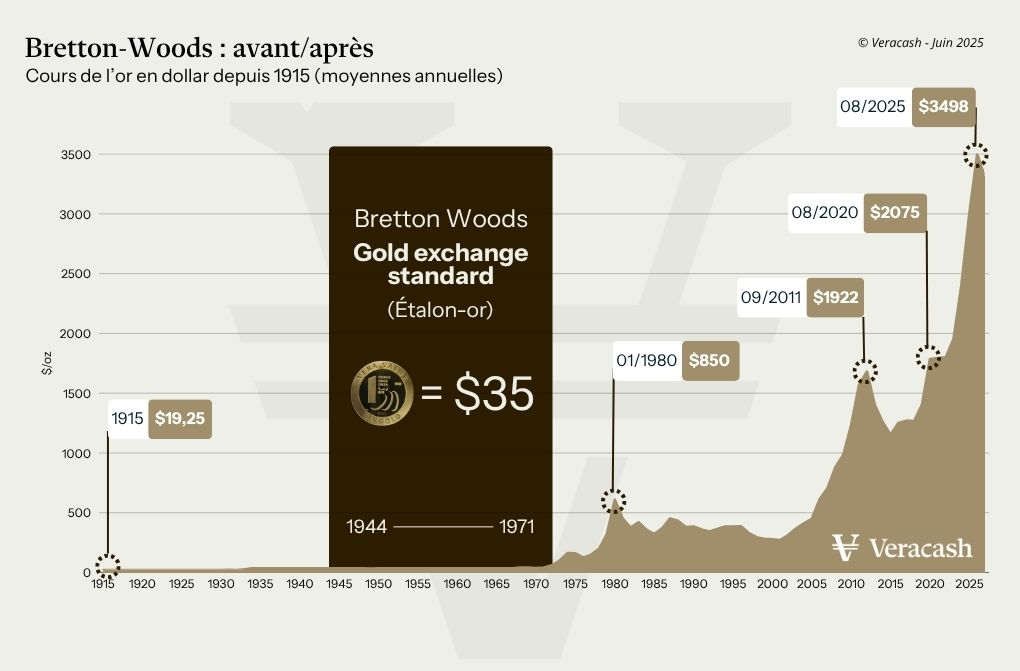 Bretton-Woods : avant/après
© Veracash - Juin 2025
Cours de l'or en dollar depuis 1915 (moyennes annuelles)
08/2025 $3498
08/2020 $2075
09/2011 $1922
01/1980 $850
1915 $19,25
$/oz
3500
3000
2500
2000
1500
1000
500
0
Bretton Woods
Gold exchange
standard
(Étalon-or)
= $35
1944 1971
Veracash
1915 1920 1925 1930 1935 1940 1945 1950 1955 1960 1965 1970 1975 1980 1985 1990 1995 2000 2005 2010 2015 2020 2025